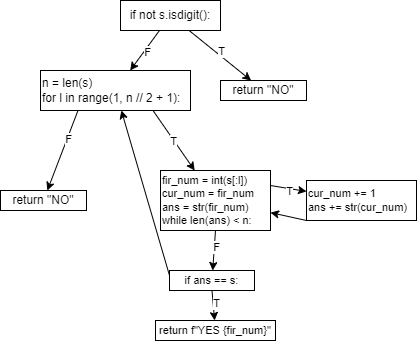 if not s.isdigit():
F
T
n = len(s)
for l in range(1, n // 2 + 1):
return "NO"
F
T
fir_num = int(s[:l])
cur_num = fir_num
ans = str(fir_num)
while len(ans) < n:
T
cur_num += 1
ans += str(cur_num)
return "NO"
F
if ans == s:
T
return f"YES {fir_num}"